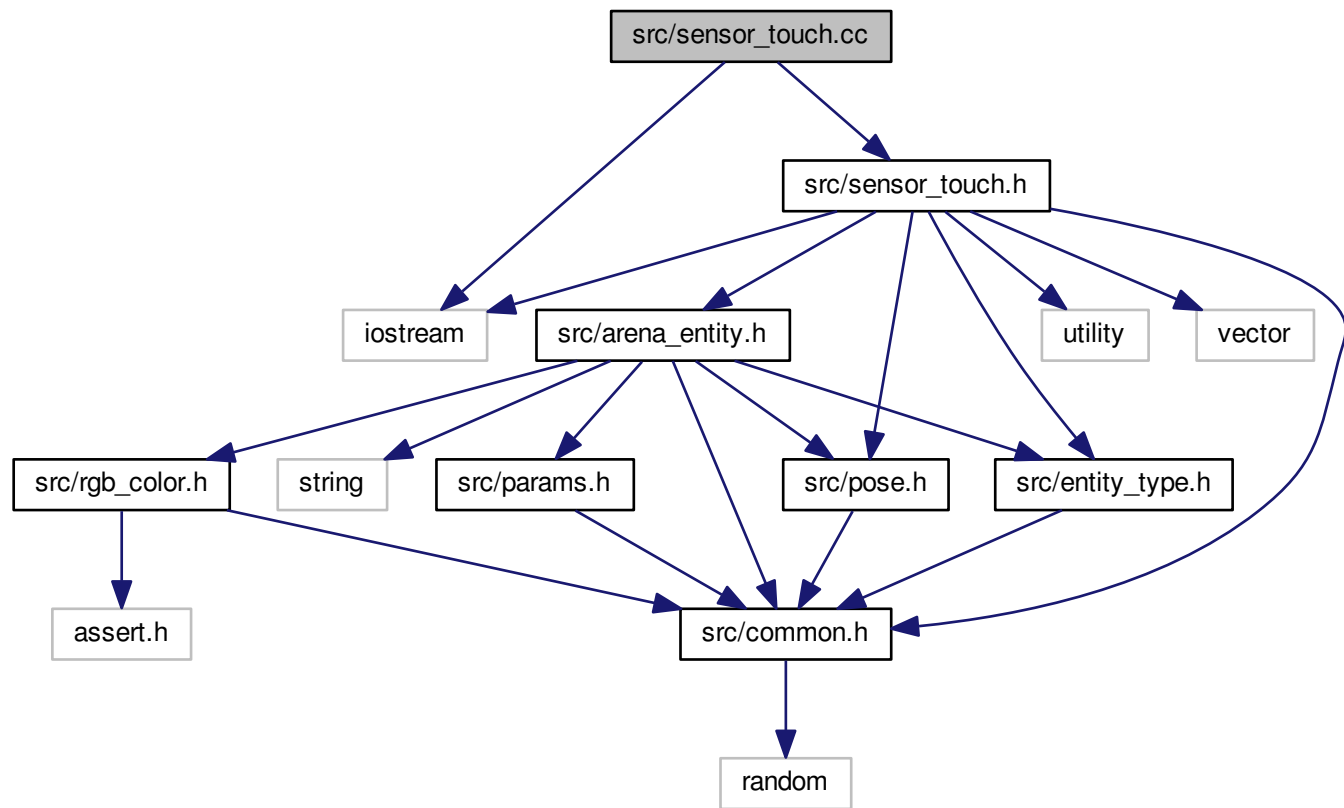 src/sensor_touch.cc
src/sensor_touch.h
iostream
src/arena_entity.h
utility
vector
src/rgb_color.h
string
src/params.h
src/pose.h
src/entity_type.h
assert.h
src/common.h
random